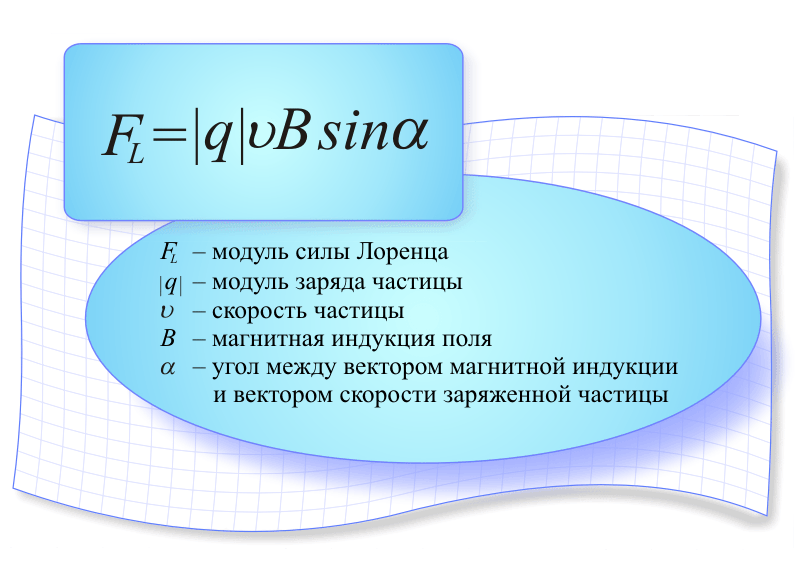 F_L=|q|υB sinα
F_L – модуль силы Лоренца
|q| – модуль заряда частицы
υ – скорость частицы
B – магнитная индукция поля
α – угол между вектором магнитной индукции
и вектором скорости заряженной частицы